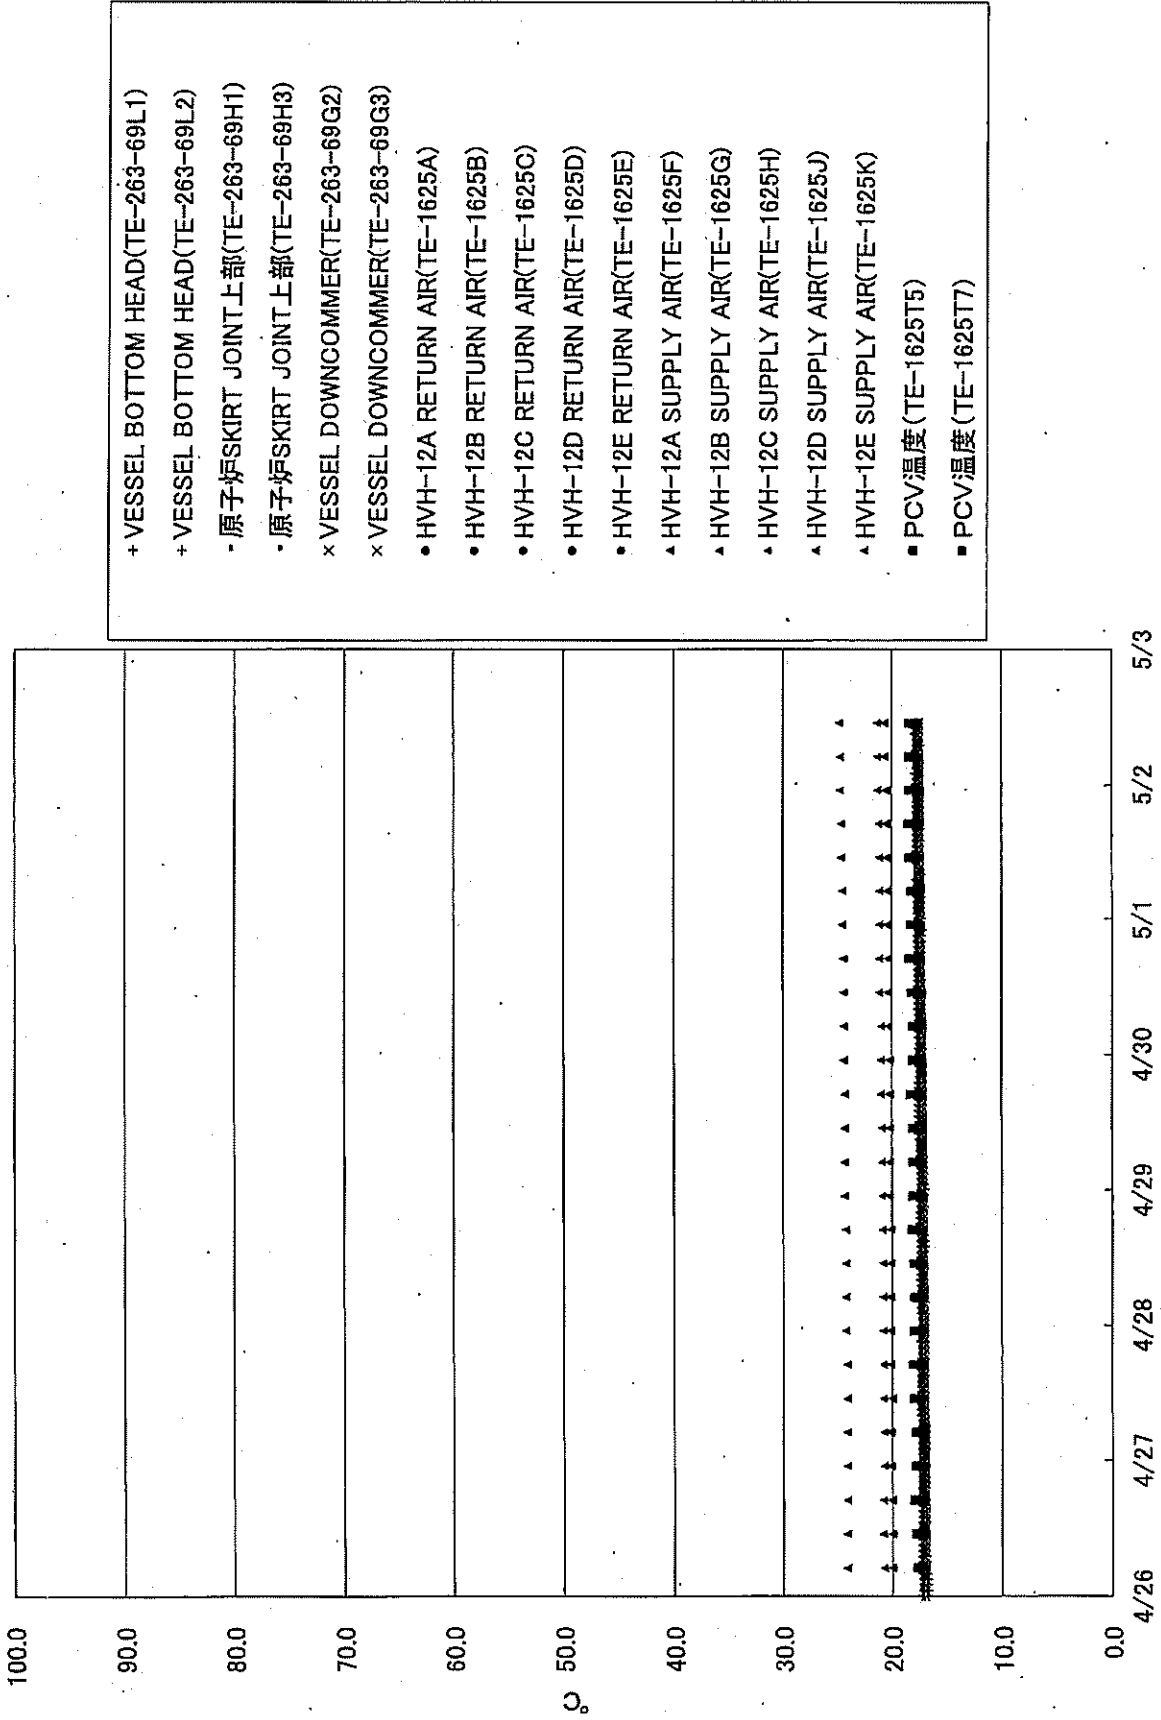 100.0
90.0
80.0
70.0
60.0
50.0
40.0
30.0
20.0
10.0
0.0
℃
4/26
4/27
4/28
4/29
4/30
5/1
5/2
5/3
+ VESSEL BOTTOM HEAD(TE-263-69L1)
+ VESSEL BOTTOM HEAD(TE-263-69L2)
- 原子炉SKIRT JOINT上部(TE-263-69H1)
- 原子炉SKIRT JOINT上部(TE-263-69H3)
× VESSEL DOWNCOMMER(TE-263-69G2)
× VESSEL DOWNCOMMER(TE-263-69G3)
● HVH-12A RETURN AIR(TE-1625A)
● HVH-12B RETURN AIR(TE-1625B)
● HVH-12C RETURN AIR(TE-1625C)
● HVH-12D RETURN AIR(TE-1625D)
● HVH-12E RETURN AIR(TE-1625E)
▲ HVH-12A SUPPLY AIR(TE-1625F)
▲ HVH-12B SUPPLY AIR(TE-1625G)
▲ HVH-12C SUPPLY AIR(TE-1625H)
▲ HVH-12D SUPPLY AIR(TE-1625J)
▲ HVH-12E SUPPLY AIR(TE-1625K)
■ PCV温度(TE-1625T5)
■ PCV温度(TE-1625T7)